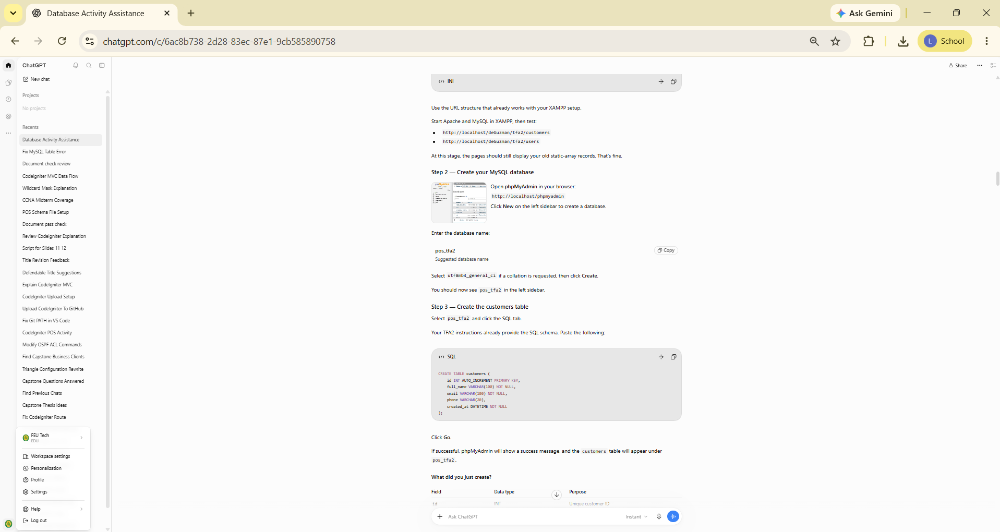 Database Activity Assistance
Ask Gemini
chatgpt.com/c/6ac8b738-2d28-83ec-87e1-9cb585890758
L School
ChatGPT
New chat
Projects
No projects
Recents
Database Activity Assistance
Fix MySQL Table Error
Document check review
CodeIgniter MVC Data Flow
Wildcard Mask Explanation
CCNA Midterm Coverage
POS Schema File Setup
Document pass check
Review CodeIgniter Explanation
Script for Slides 11 12
Title Revision Feedback
Defendable Title Suggestions
Explain CodeIgniter MVC
CodeIgniter Upload Setup
Upload CodeIgniter To GitHub
Fix Git PATH in VS Code
CodeIgniter POS Activity
Modify OSPF ACL Commands
Find Capstone Business Clients
Triangle Configuration Rewrite
Capstone Questions Answered
Find Previous Chats
Capstone Thesis Ideas
Fix CodeIgniter Route
FEU Tech
EDU
Workspace settings
Personalization
Profile
Settings
Help
Log out
Share
INI
Use the URL structure that already works with your XAMPP setup.
Start Apache and MySQL in XAMPP, then test:
http://localhost/deGuzman/tfa2/customers
http://localhost/deGuzman/tfa2/users
At this stage, the pages should still display your old static-array records. That's fine.
Step 2 — Create your MySQL database
phpMyAdmin
Databases
Open phpMyAdmin in your browser:
http://localhost/phpmyadmin
Click New on the left sidebar to create a database.
Enter the database name:
pos_tfa2
Copy
Suggested database name
Select utf8mb4_general_ci if a collation is requested, then click Create.
You should now see pos_tfa2 in the left sidebar.
Step 3 — Create the customers table
Select pos_tfa2 and click the SQL tab.
Your TFA2 instructions already provide the SQL schema. Paste the following:
SQL
CREATE TABLE customers (
id INT AUTO_INCREMENT PRIMARY KEY,
full_name VARCHAR(100) NOT NULL,
email VARCHAR(100) NOT NULL,
phone VARCHAR(20),
created_at DATETIME NOT NULL
);
Click Go.
If successful, phpMyAdmin will show a success message, and the customers table will appear under
pos_tfa2.
What did you just create?
Field Data type Purpose
id INT Unique customer ID
Ask ChatGPT
Instant